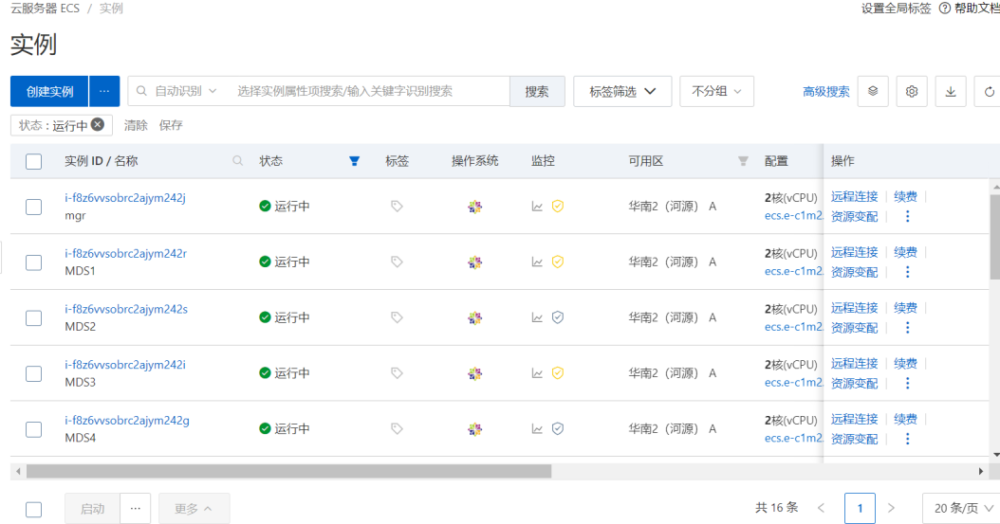 云服务器 ECS / 实例
设置全局标签 帮助文档
实例
创建实例 ... 自动识别 选择实例属性项搜索/输入关键字识别搜索 搜索 标签筛选 不分组 高级搜索
状态 : 运行中 清除 保存
实例 ID / 名称 状态 标签 操作系统 监控 可用区 配置 操作
i-f8z6vvsobrc2ajym242j 运行中 华南2（河源） A 2核(vCPU) 远程连接 续费
mgr ecs.e-c1m2. 资源变配
i-f8z6vvsobrc2ajym242r 运行中 华南2（河源） A 2核(vCPU) 远程连接 续费
MDS1 ecs.e-c1m2. 资源变配
i-f8z6vvsobrc2ajym242s 运行中 华南2（河源） A 2核(vCPU) 远程连接 续费
MDS2 ecs.e-c1m2. 资源变配
i-f8z6vvsobrc2ajym242i 运行中 华南2（河源） A 2核(vCPU) 远程连接 续费
MDS3 ecs.e-c1m2. 资源变配
i-f8z6vvsobrc2ajym242g 运行中 华南2（河源） A 2核(vCPU) 远程连接 续费
MDS4 ecs.e-c1m2. 资源变配
启动 ... 更多 共 16 条 < 1 > 20 条/页